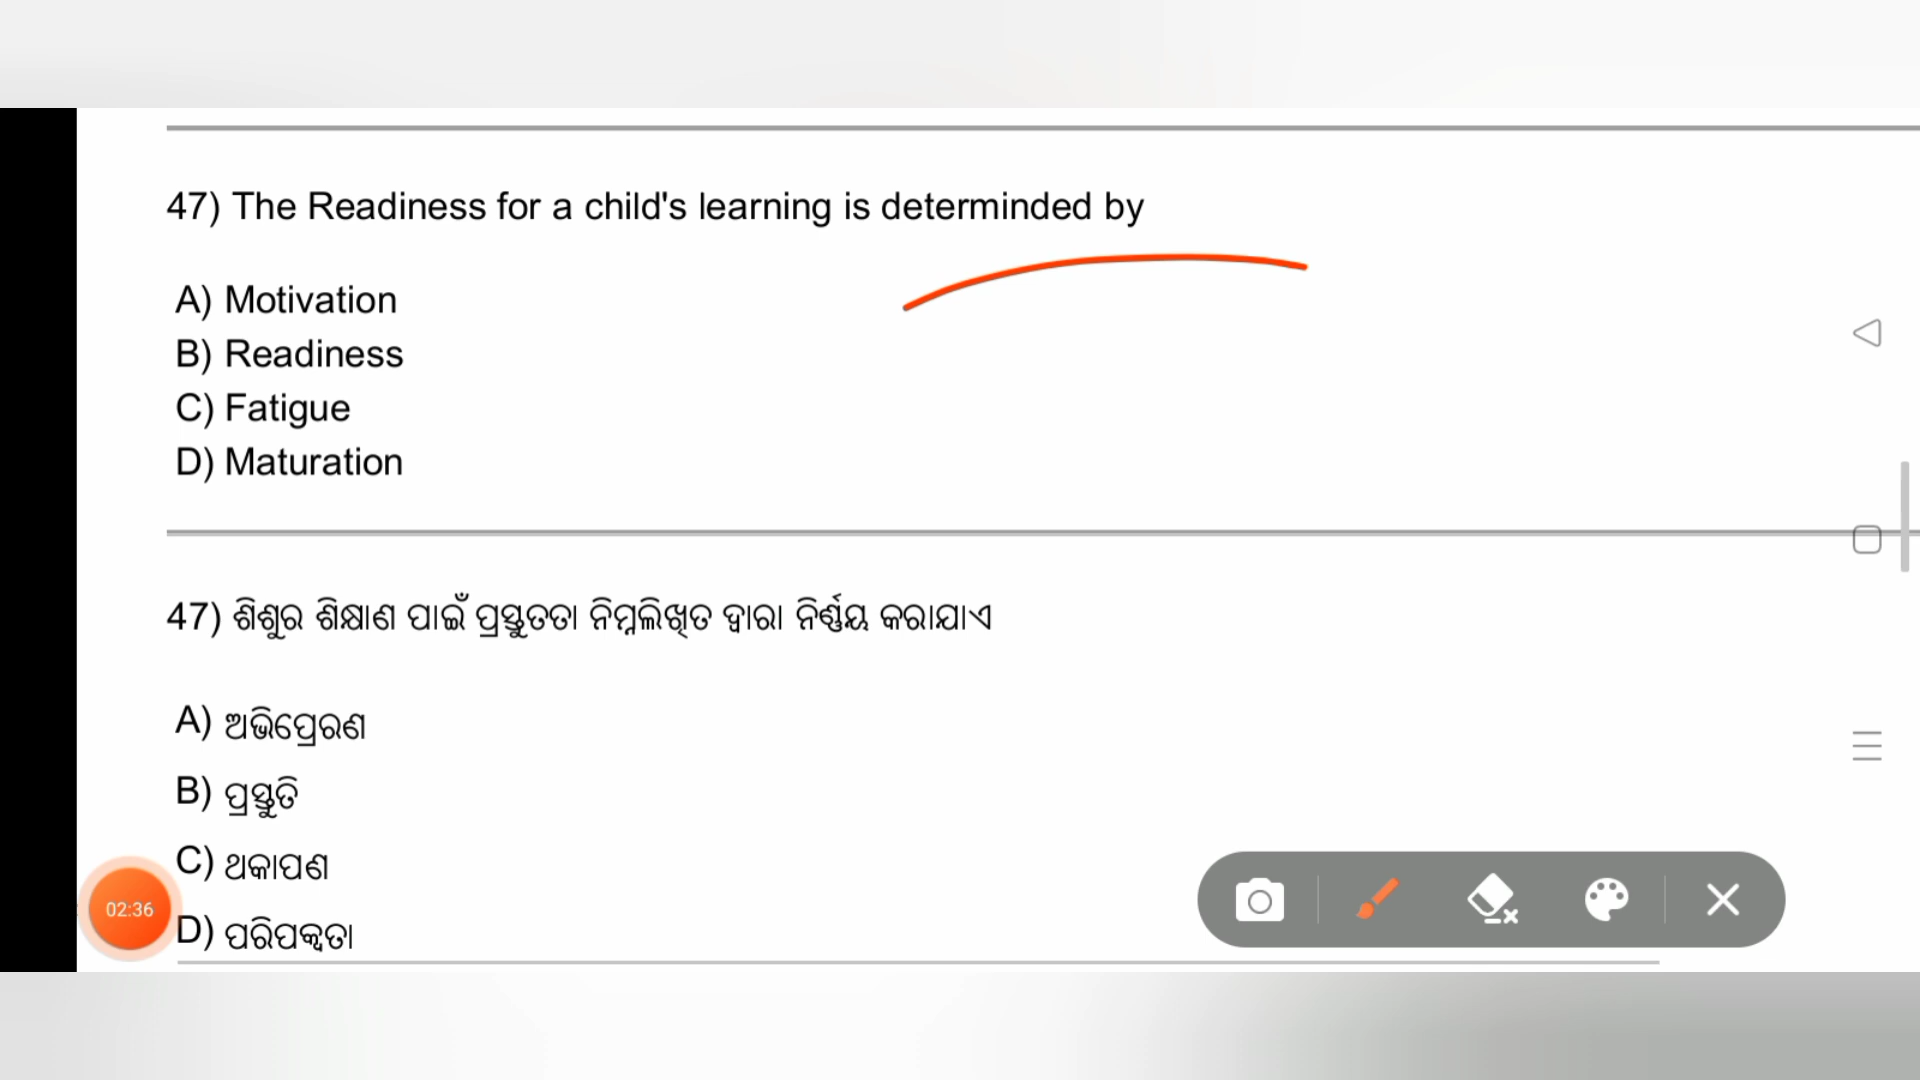 47) The Readiness for a child's learning is determinded by
A) Motivation
B) Readiness
C) Fatigue
D) Maturation
47) ଶିଶୁର ଶିକ୍ଷାଣ ପାଇଁ ପ୍ରସ୍ତୁତତା ନିମ୍ନଲିଖିତ ଦ୍ୱାରା ନିର୍ଣ୍ଣୟ କରାଯାଏ
A) ଅଭିପ୍ରେରଣ
B) ପ୍ରସ୍ତୁତି
C) ଥକାପଣ
D) ପରିପକ୍ୱତା
02:36